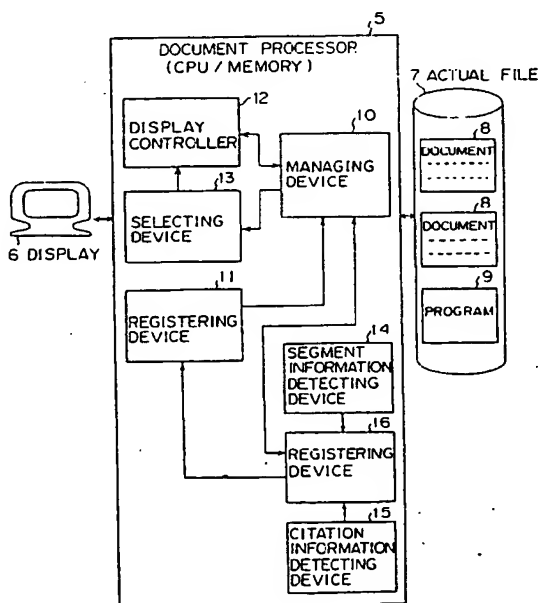 5
DOCUMENT PROCESSOR
(CPU / MEMORY)
7 ACTUAL FILE
12
DISPLAY
CONTROLLER
10
MANAGING
DEVICE
8
DOCUMENT
13
SELECTING
DEVICE
6 DISPLAY
8
DOCUMENT
11
REGISTERING
DEVICE
9
PROGRAM
14
SEGMENT
INFORMATION
DETECTING
DEVICE
16
REGISTERING
DEVICE
15
CITATION
INFORMATION
DETECTING
DEVICE